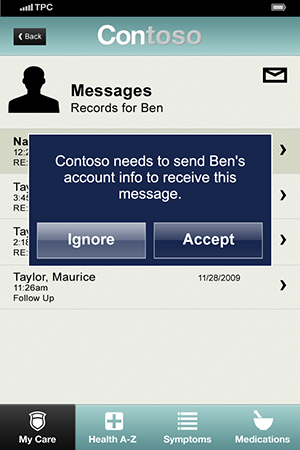 TPC
Back
Contoso
Messages
Records for Ben
Na
12:2
RE:
Contoso needs to send Ben's
account info to receive this
message.
Ignore
Accept
Tay
3:45
RE:
Tay
2:18
RE:
Taylor, Maurice 11/28/2009
11:26am
Follow Up
My Care
Health A-Z
Symptoms
Medications